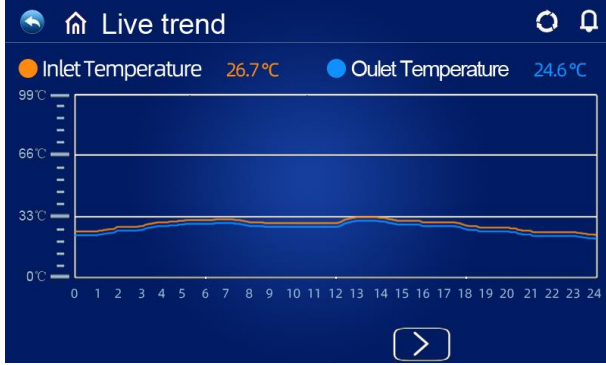 Live trend
Inlet Temperature 26.7℃ Oulet Temperature 24.6℃
99℃
66℃
33℃
0℃
0 1 2 3 4 5 6 7 8 9 10 11 12 13 14 15 16 17 18 19 20 21 22 23 24